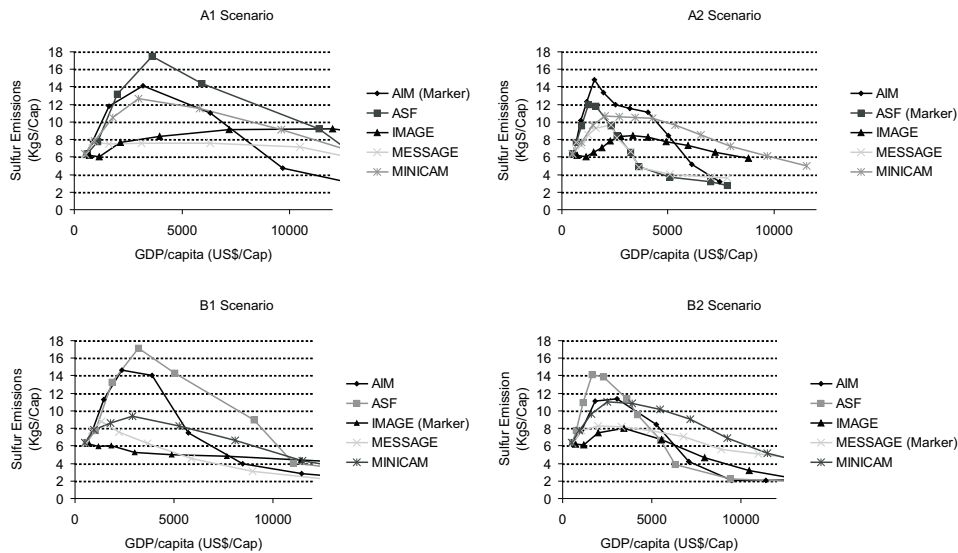 A1 Scenario
18
16
14
12
10
8
6
4
2
0
Sulfur Emissions
(KgS/Cap)
0 5000 10000
GDP/capita (US$/Cap)
AIM (Marker)
ASF
IMAGE
MESSAGE
MINICAM
A2 Scenario
18
16
14
12
10
8
6
4
2
0
Sulfur Emissions
(KgS/Cap)
0 5000 10000
GDP/capita (US$/Cap)
AIM
ASF (Marker)
IMAGE
MESSAGE
MINICAM
B1 Scenario
18
16
14
12
10
8
6
4
2
0
Sulfur Emissions
(KgS/Cap)
0 5000 10000
GDP/capita (US$/Cap)
AIM
ASF
IMAGE (Marker)
MESSAGE
MINICAM
B2 Scenario
18
16
14
12
10
8
6
4
2
0
Sulfur Emission
(KgS/Cap)
0 5000 10000
GDP/capita (US$/Cap)
AIM
ASF
IMAGE
MESSAGE (Marker)
MINICAM